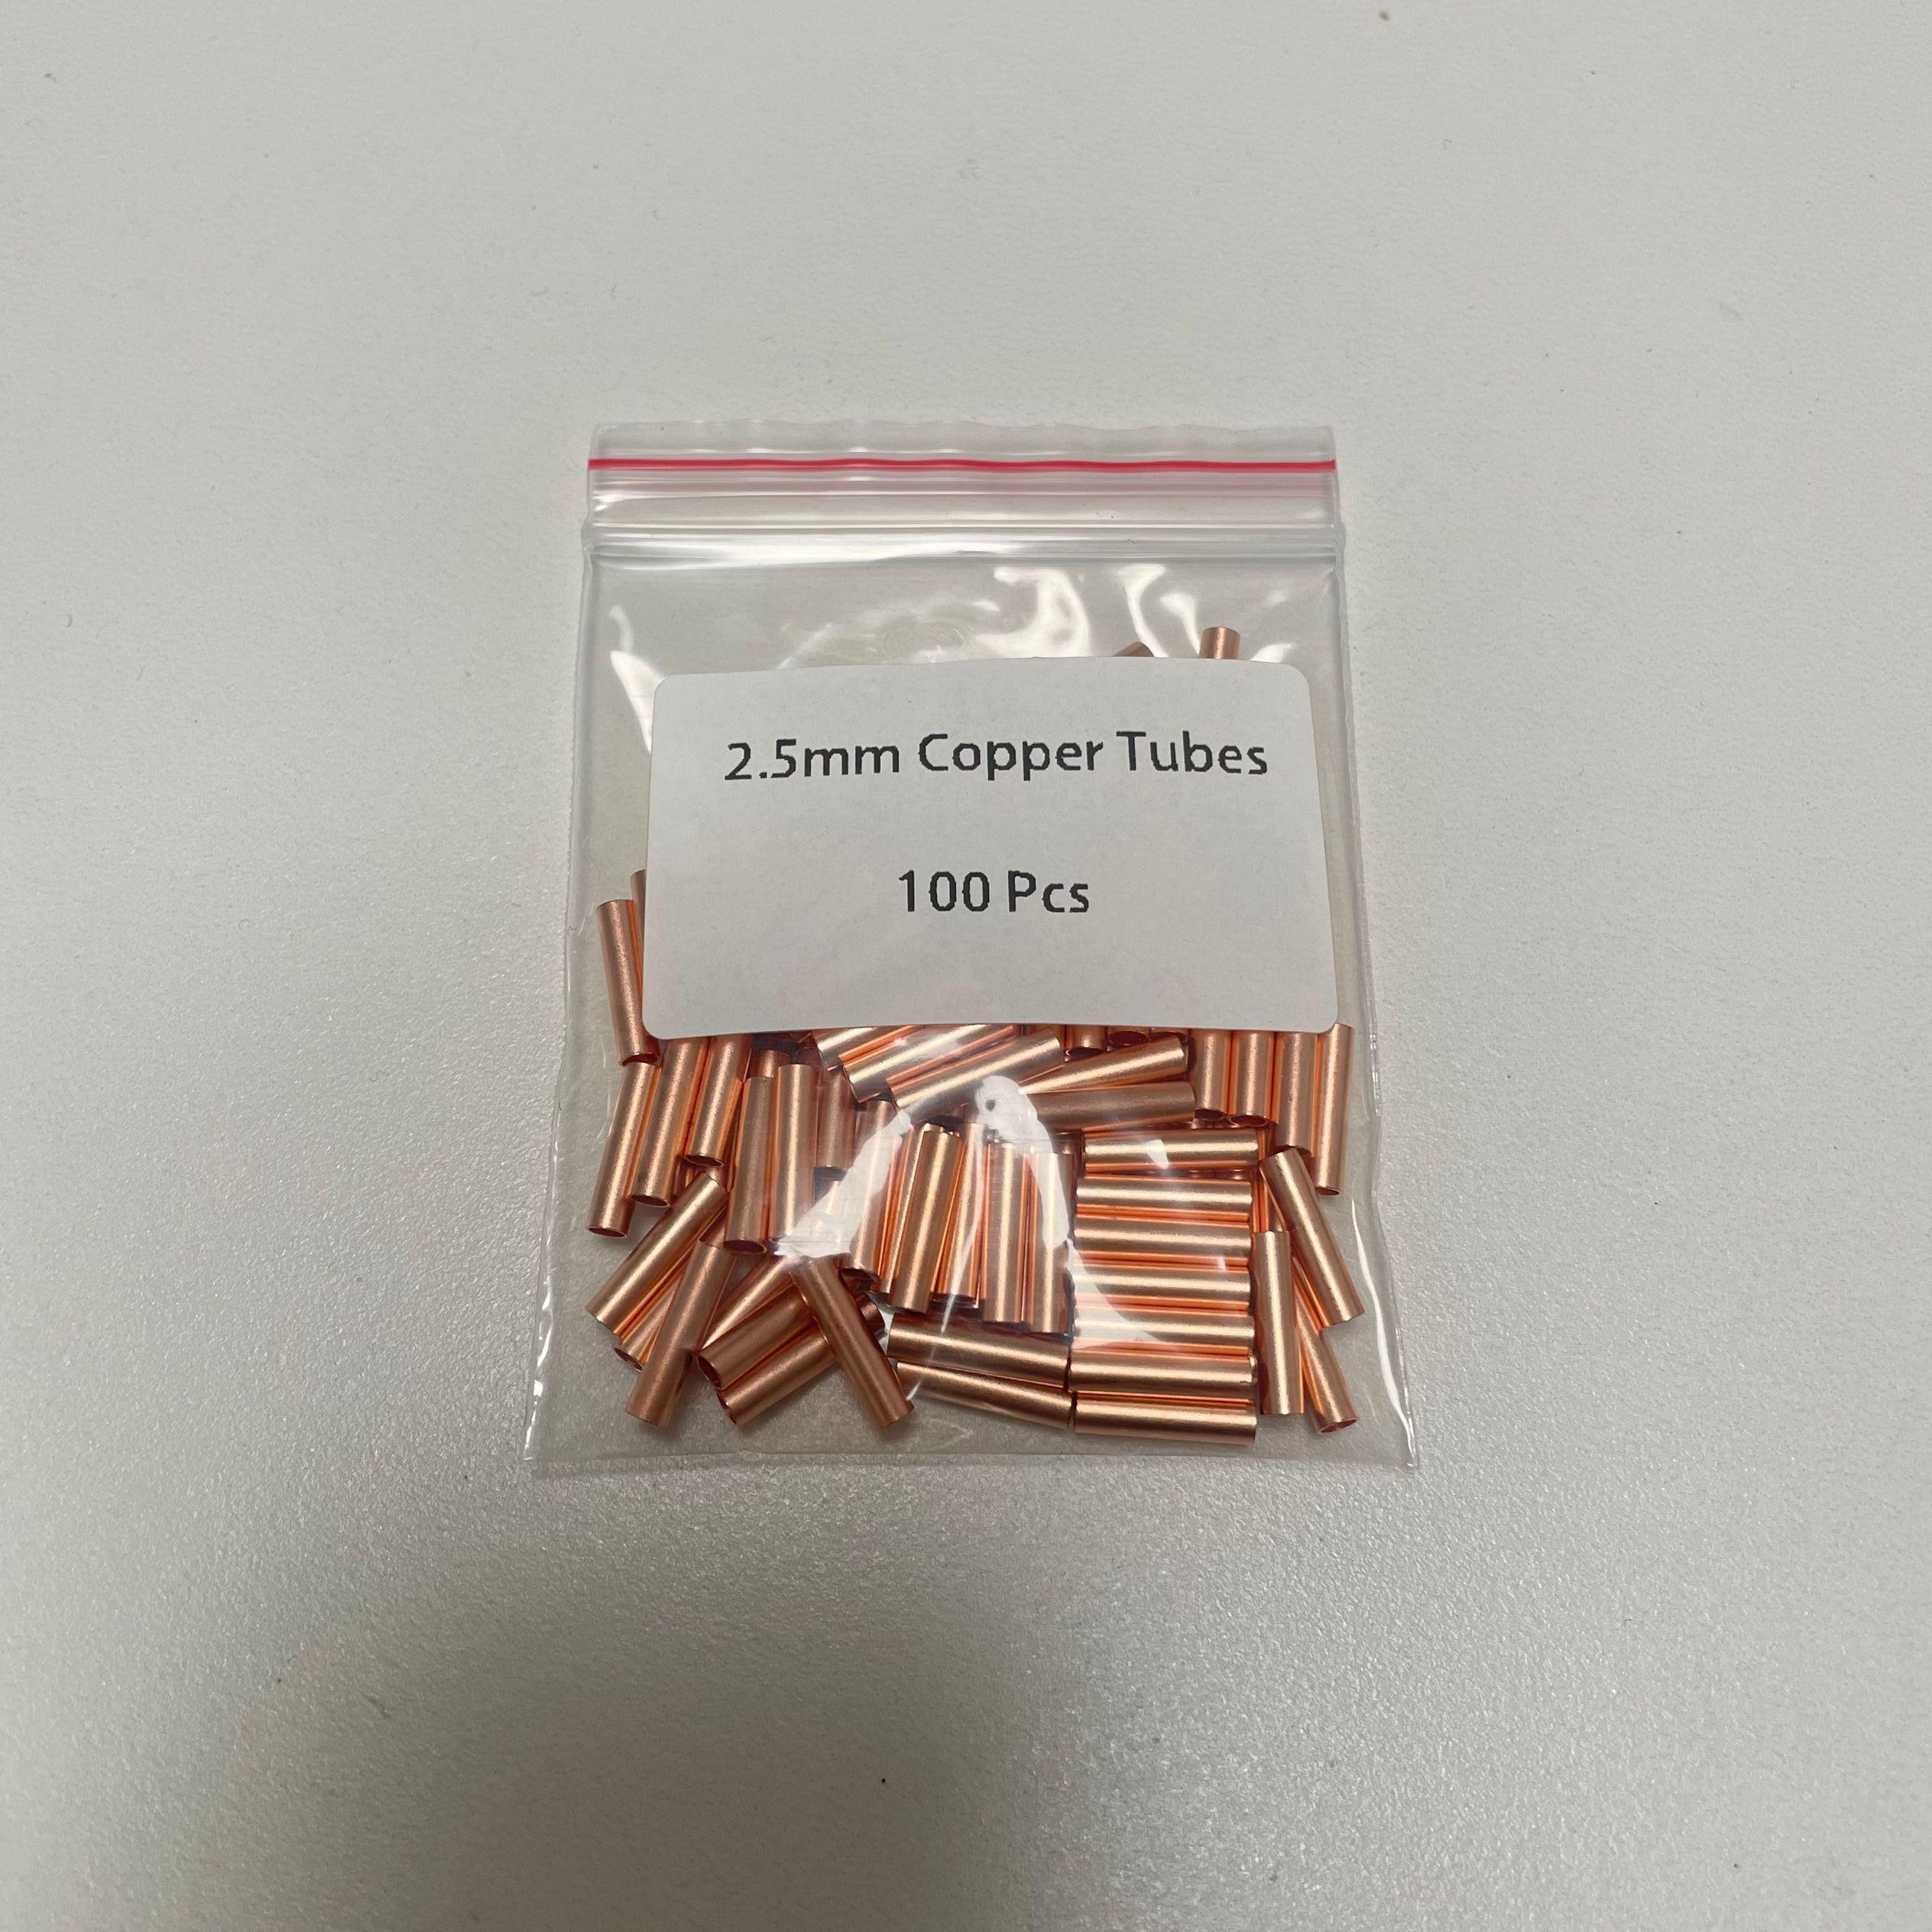 2.5mm Copper Tubes
100 Pcs